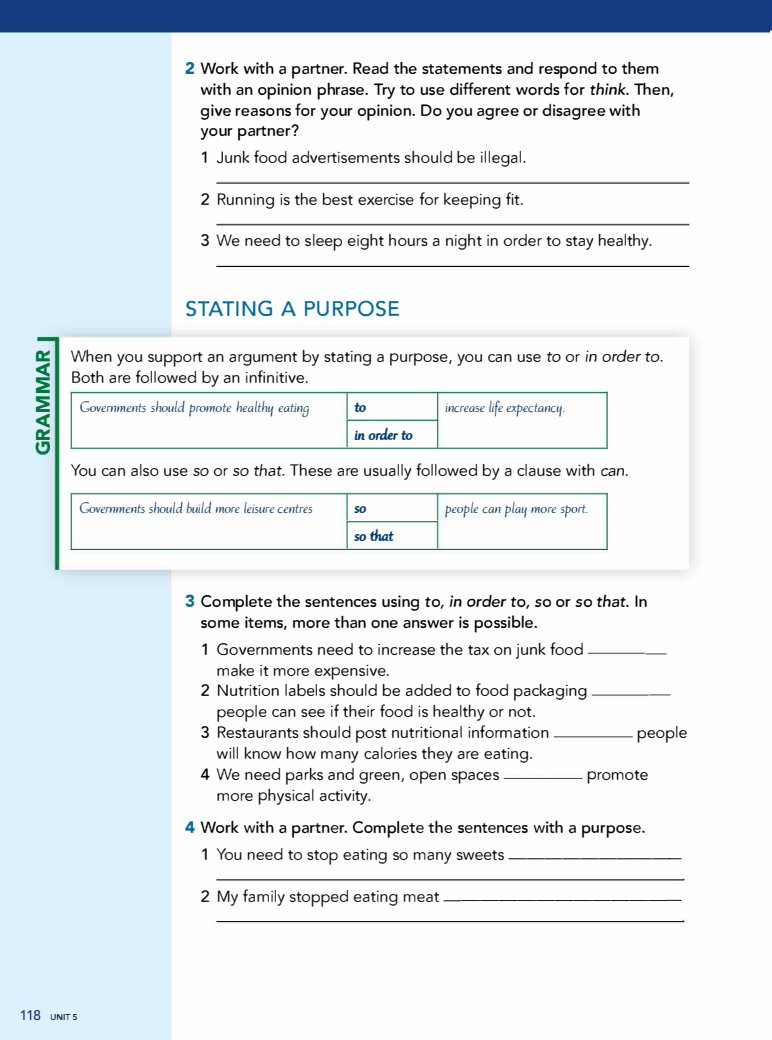 2 Work with a partner. Read the statements and respond to them
with an opinion phrase. Try to use different words for think. Then,
give reasons for your opinion. Do you agree or disagree with
your partner?
1 Junk food advertisements should be illegal.
2 Running is the best exercise for keeping fit.
3 We need to sleep eight hours a night in order to stay healthy.
STATING A PURPOSE
GRAMMAR
When you support an argument by stating a purpose, you can use to or in order to.
Both are followed by an infinitive.
Governments should promote healthy eating to increase life expectancy.
in order to
You can also use so or so that. These are usually followed by a clause with can.
Governments should build more leisure centres so people can play more sport.
so that
3 Complete the sentences using to, in order to, so or so that. In
some items, more than one answer is possible.
1 Governments need to increase the tax on junk food ________
make it more expensive.
2 Nutrition labels should be added to food packaging ________
people can see if their food is healthy or not.
3 Restaurants should post nutritional information ________ people
will know how many calories they are eating.
4 We need parks and green, open spaces ________ promote
more physical activity.
4 Work with a partner. Complete the sentences with a purpose.
1 You need to stop eating so many sweets ________
________.
2 My family stopped eating meat ________
________.
118 UNIT 5